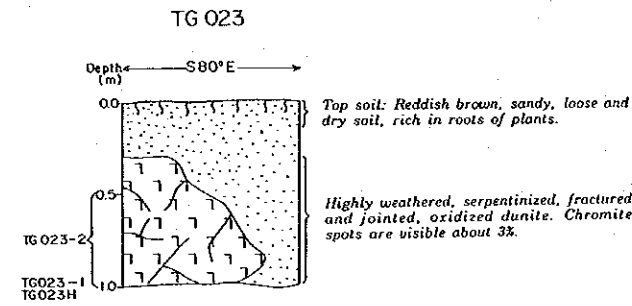 TG 023
Depth
(m)
S80°E
0.0
Top soil: Reddish brown, sandy, loose and
dry soil, rich in roots of plants.
0.5
Highly weathered, serpentinized, fractured
and jointed, oxidized dunite. Chromite
spots are visible about 3%.
TG023-2
TG023-1
TG023H
1.0